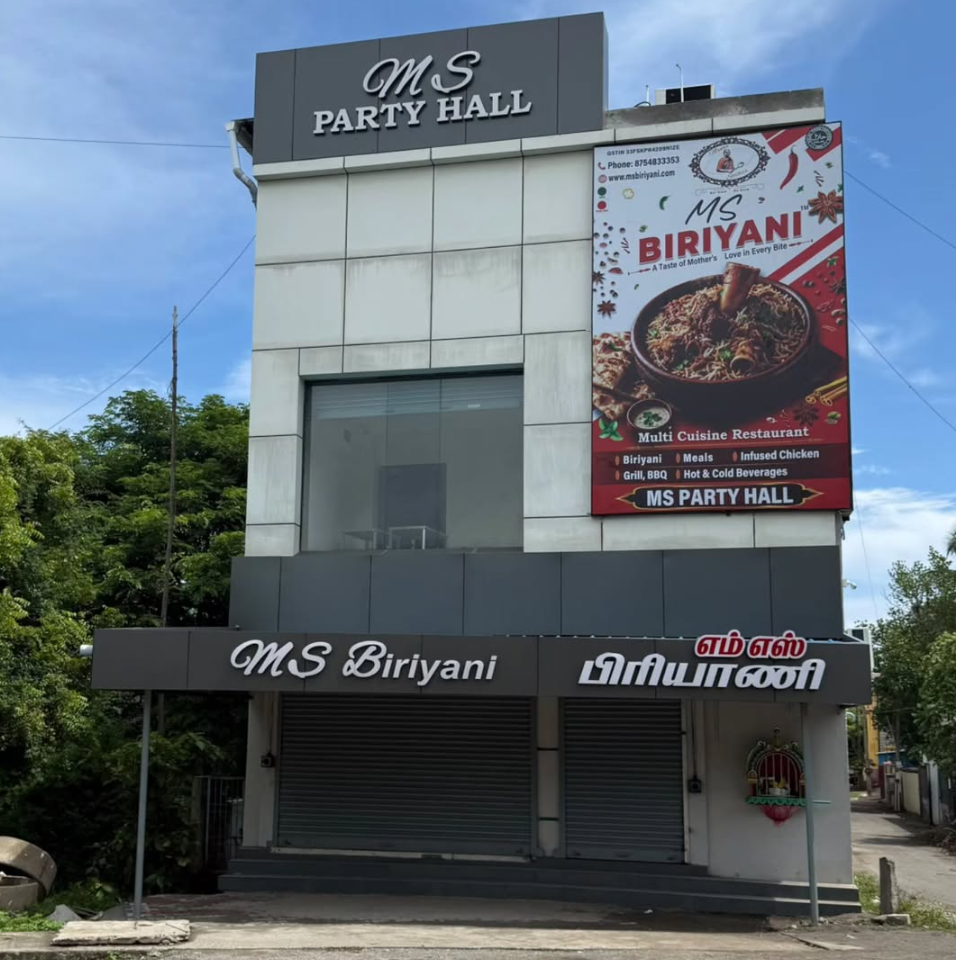 MS
PARTY HALL
Phone: 8754833353
www.msbiriyani.com
MS
BIRIYANI™
A Taste of Mother's Love in Every Bite
Multi Cuisine Restaurant
Biriyani Meals Infused Chicken
Grill, BBQ Hot & Cold Beverages
MS PARTY HALL
MS Biriyani
எம் எஸ்
பிரியாணி